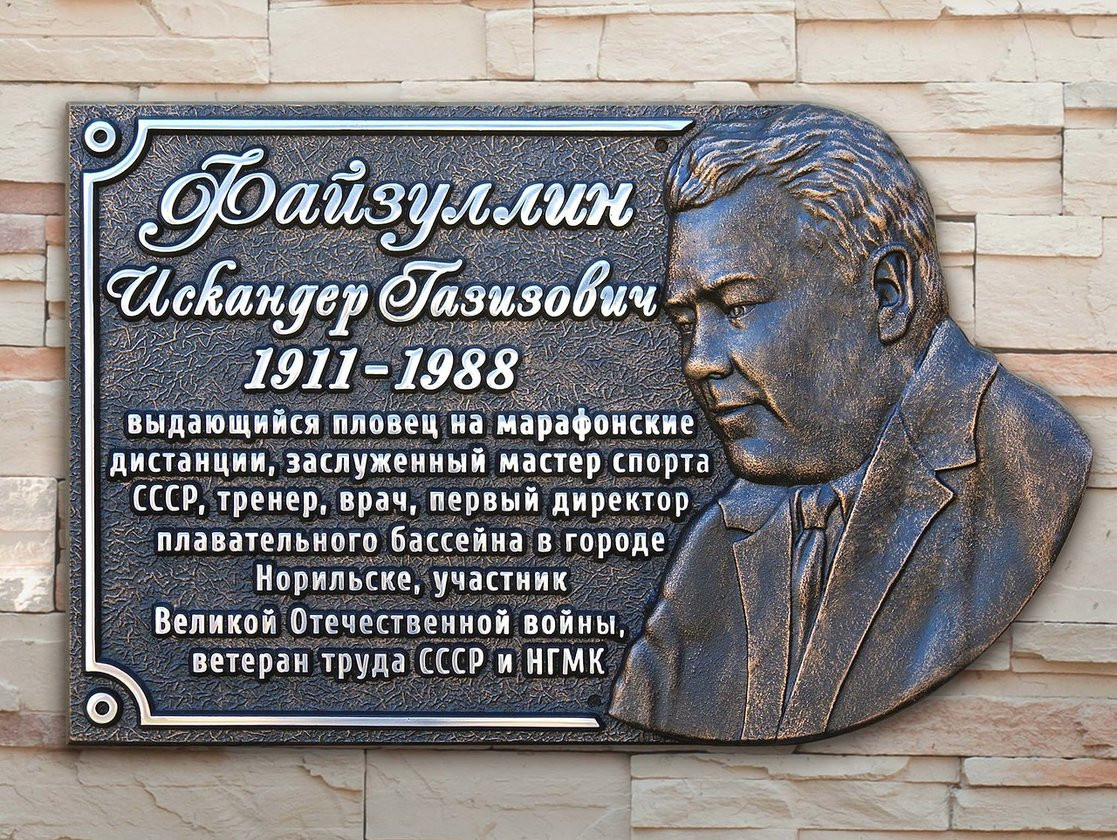 Файзуллин
Искандер Газизович
1911-1988
выдающийся пловец на марафонские
дистанции, заслуженный мастер спорта
СССР, тренер, врач, первый директор
плавательного бассейна в городе
Норильске, участник
Великой Отечественной войны,
ветеран труда СССР и НГМК